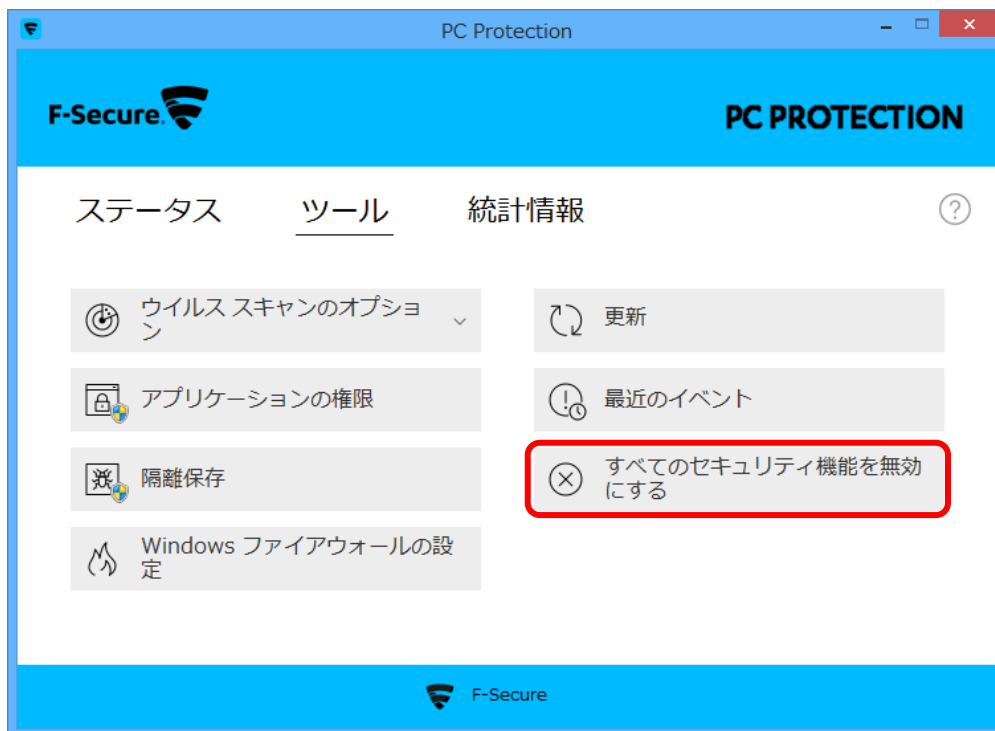 PC Protection
F-Secure.
PC PROTECTION
ステータス
ツール
統計情報
ウイルス スキャンのオプショ
ン
更新
アプリケーションの権限
最近のイベント
隔離保存
すべてのセキュリティ機能を無効
にする
Windows ファイアウォールの設
定
F-Secure